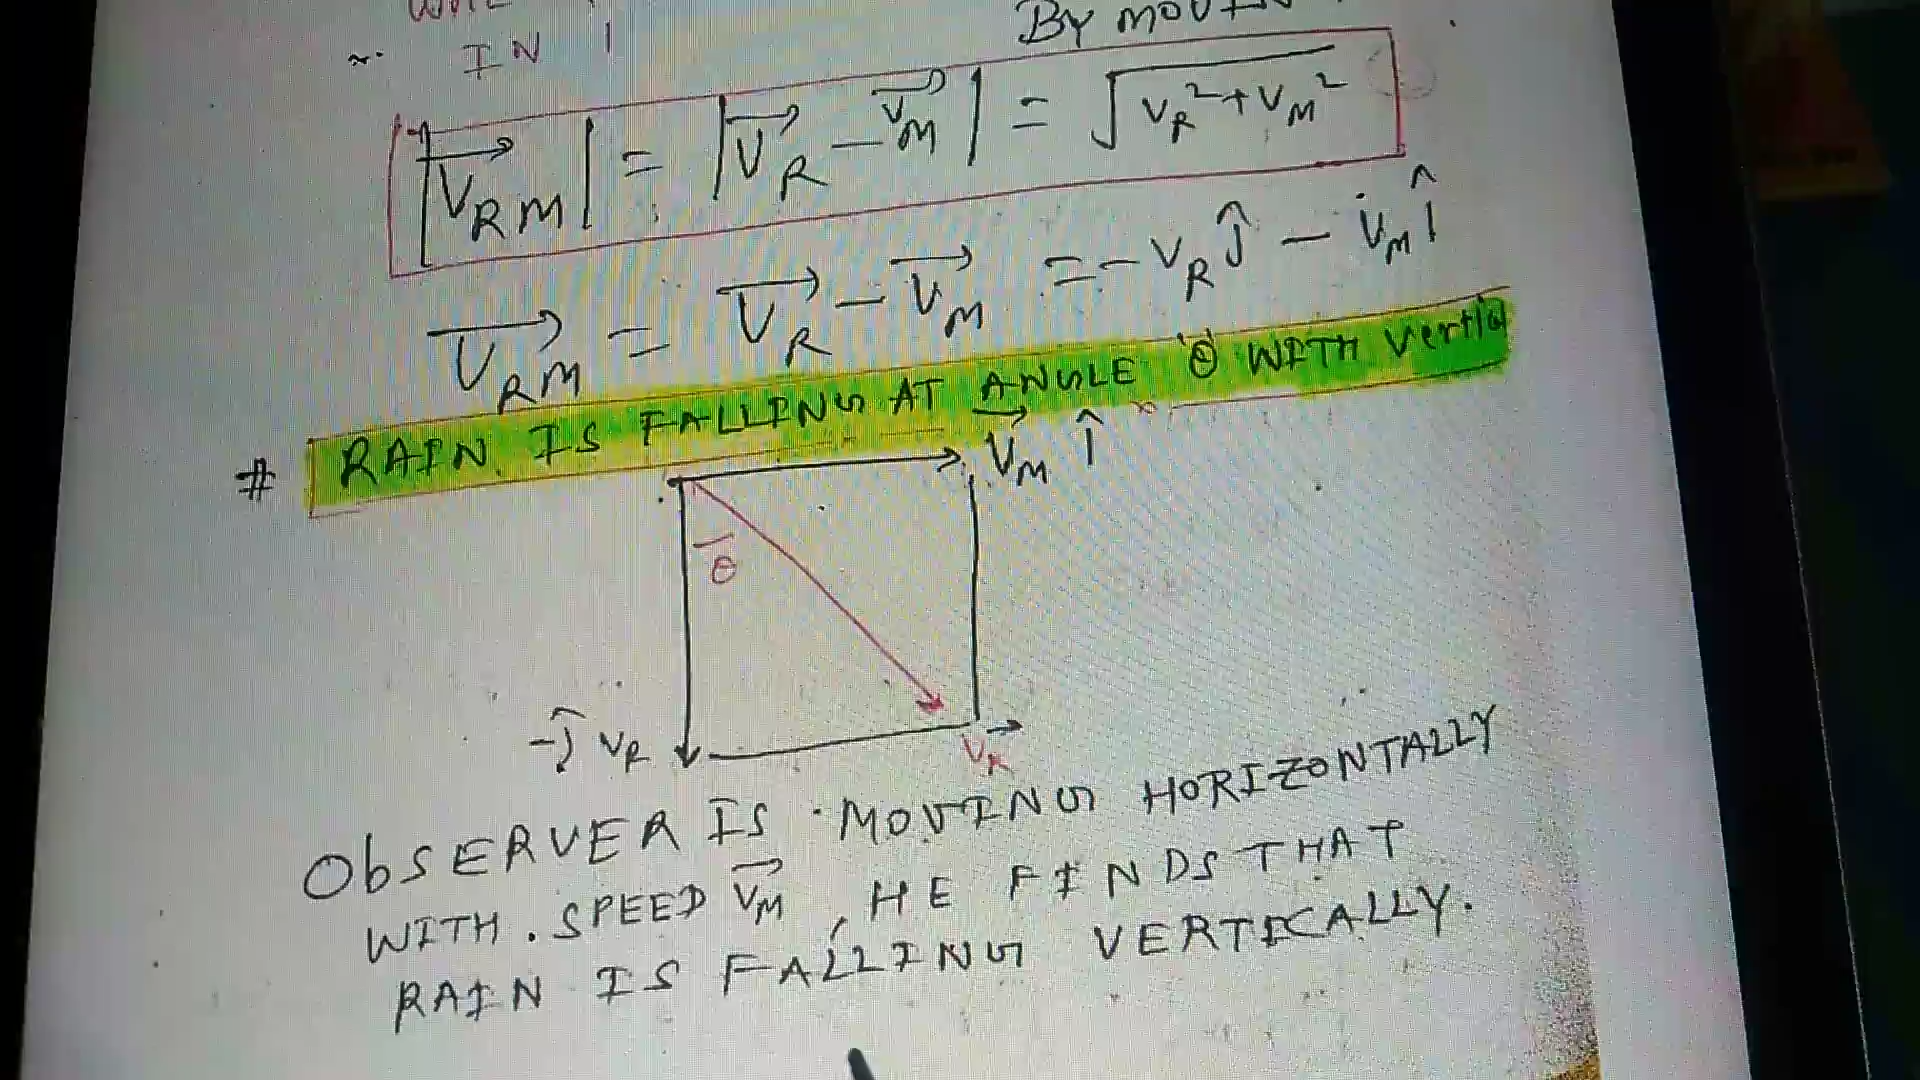 IN
By MOV
|V⃗RM| = |V⃗R - V⃗M| = √VR² + VM²
V⃗RM = V⃗R - V⃗M = - VR ĵ - VM î
# RAIN IS FALLING AT ANGLE 'θ' WITH
V⃗M î
θ
-ĵ VR
VR
ObSERVER IS MOVING HORIZONTALLY
WITH . SPEED V⃗M , HE FINDS THAT
RAIN IS FALLING VERTICALLY.